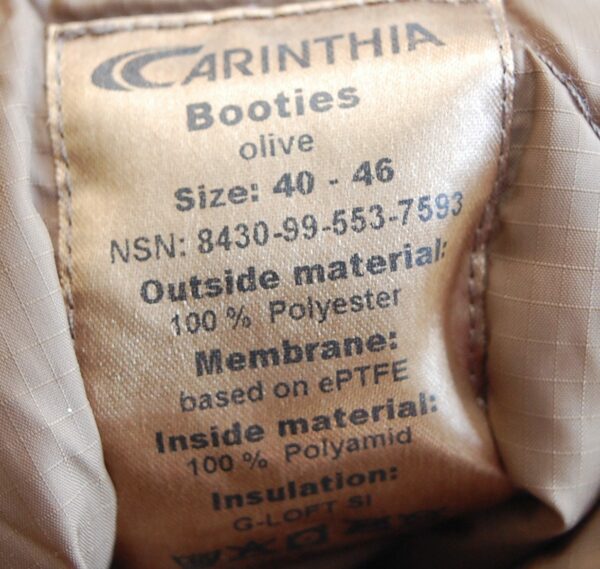 CARINTHIA
Booties
olive
Size: 40 - 46
NSN: 8430-99-553-7593
Outside material:
100 % Polyester
Membrane:
based on ePTFE
Inside material:
100 % Polyamid
Insulation:
G-LOFT SI